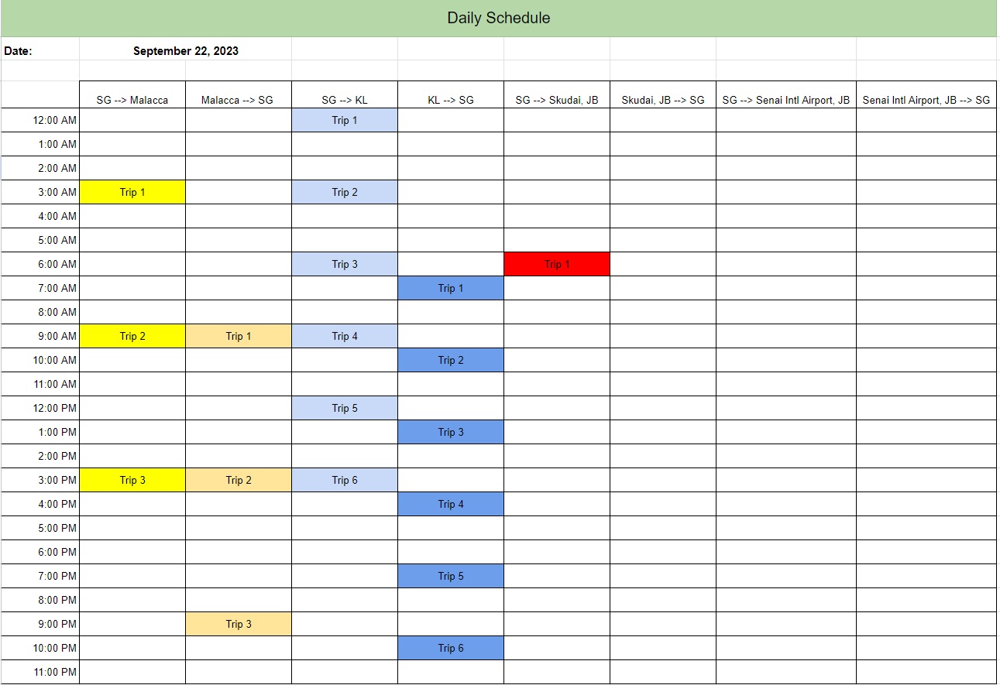 Daily Schedule
Date: September 22, 2023
SG --> Malacca Malacca --> SG SG --> KL KL --> SG SG --> Skudai, JB Skudai, JB --> SG SG --> Senai Intl Airport, JB Senai Intl Airport, JB --> SG
12:00 AM Trip 1
1:00 AM
2:00 AM
3:00 AM Trip 1 Trip 2
4:00 AM
5:00 AM
6:00 AM Trip 3 Trip 1
7:00 AM Trip 1
8:00 AM
9:00 AM Trip 2 Trip 1 Trip 4
10:00 AM Trip 2
11:00 AM
12:00 PM Trip 5
1:00 PM Trip 3
2:00 PM
3:00 PM Trip 3 Trip 2 Trip 6
4:00 PM Trip 4
5:00 PM
6:00 PM
7:00 PM Trip 5
8:00 PM
9:00 PM Trip 3
10:00 PM Trip 6
11:00 PM